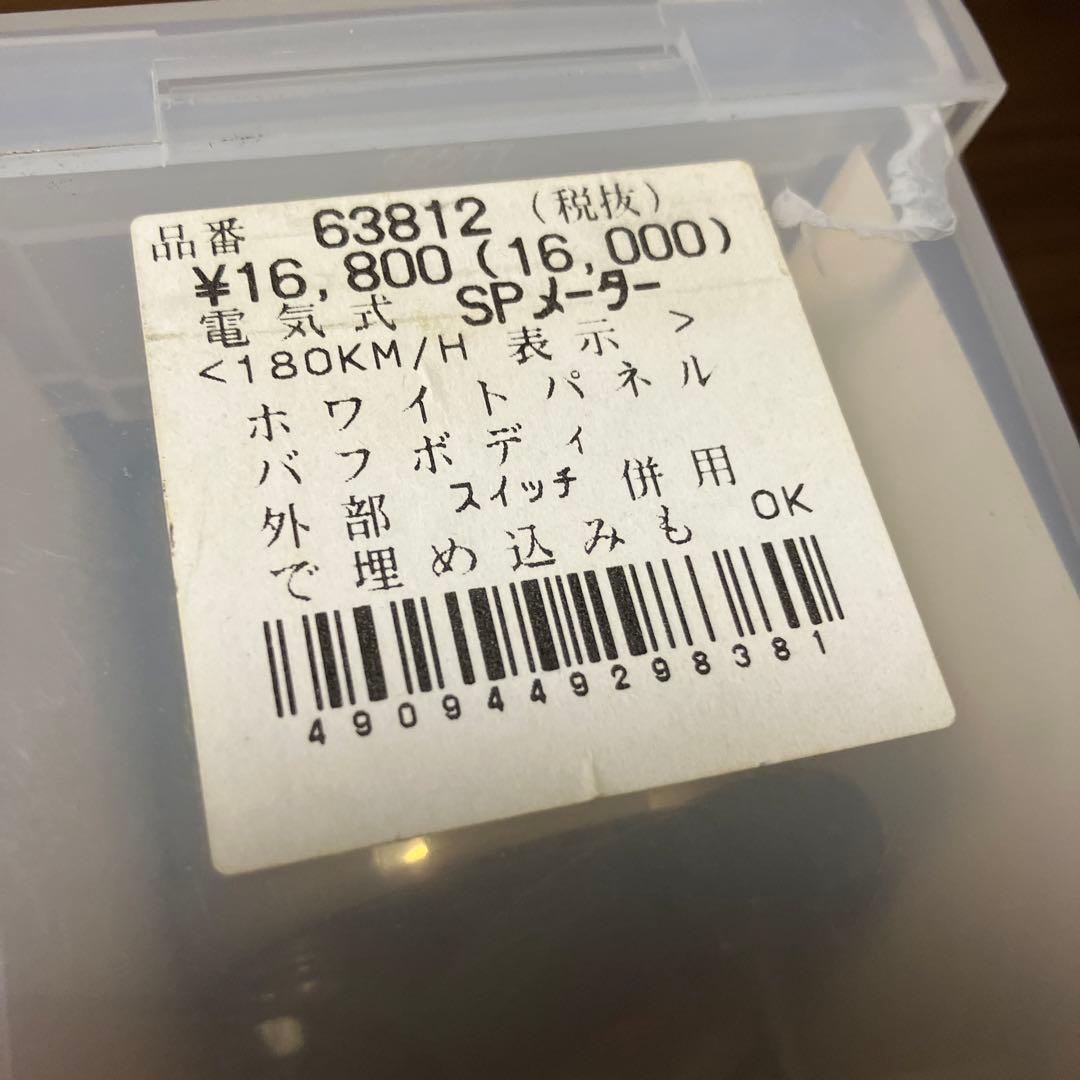 品番 63812 (税抜)
¥16,800(16,000)
電気式 SPメーター
<180KM/H 表示>
ホワイトパネル
バフボディ
外部 スイッチ 併用
で埋め込みも OK
4909449298381